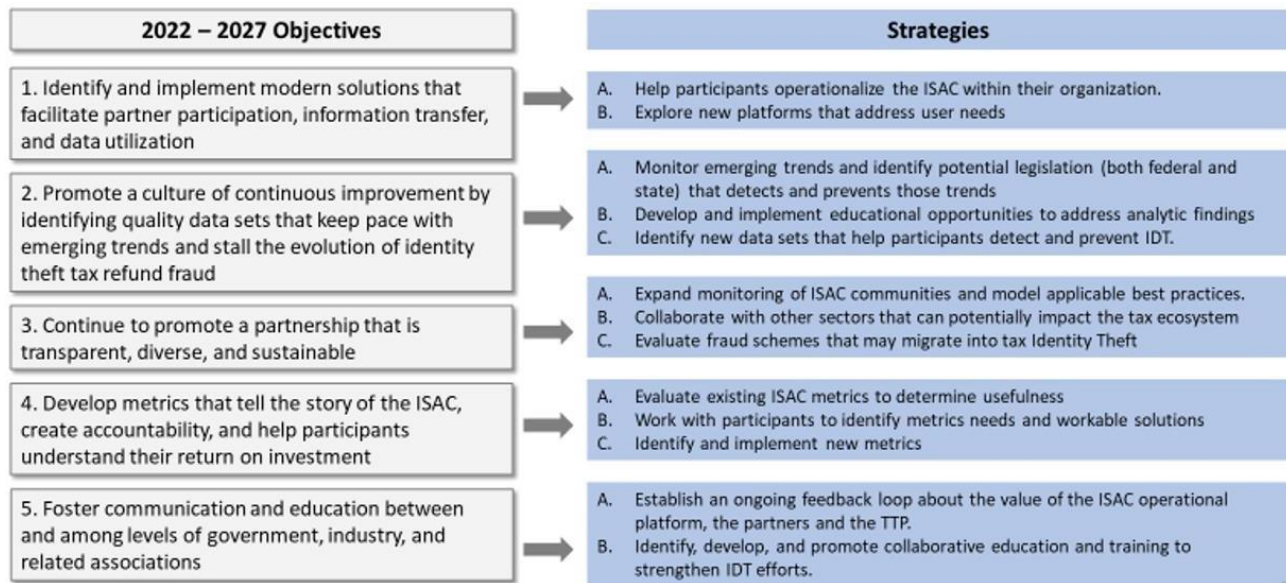 2022 – 2027 Objectives
Strategies
1. Identify and implement modern solutions that
facilitate partner participation, information transfer,
and data utilization
A. Help participants operationalize the ISAC within their organization.
B. Explore new platforms that address user needs
2. Promote a culture of continuous improvement by
identifying quality data sets that keep pace with
emerging trends and stall the evolution of identity
theft tax refund fraud
A. Monitor emerging trends and identify potential legislation (both federal and
state) that detects and prevents those trends
B. Develop and implement educational opportunities to address analytic findings
C. Identify new data sets that help participants detect and prevent IDT.
3. Continue to promote a partnership that is
transparent, diverse, and sustainable
A. Expand monitoring of ISAC communities and model applicable best practices.
B. Collaborate with other sectors that can potentially impact the tax ecosystem
C. Evaluate fraud schemes that may migrate into tax Identity Theft
4. Develop metrics that tell the story of the ISAC,
create accountability, and help participants
understand their return on investment
A. Evaluate existing ISAC metrics to determine usefulness
B. Work with participants to identify metrics needs and workable solutions
C. Identify and implement new metrics
5. Foster communication and education between
and among levels of government, industry, and
related associations
A. Establish an ongoing feedback loop about the value of the ISAC operational
platform, the partners and the TTP.
B. Identify, develop, and promote collaborative education and training to
strengthen IDT efforts.